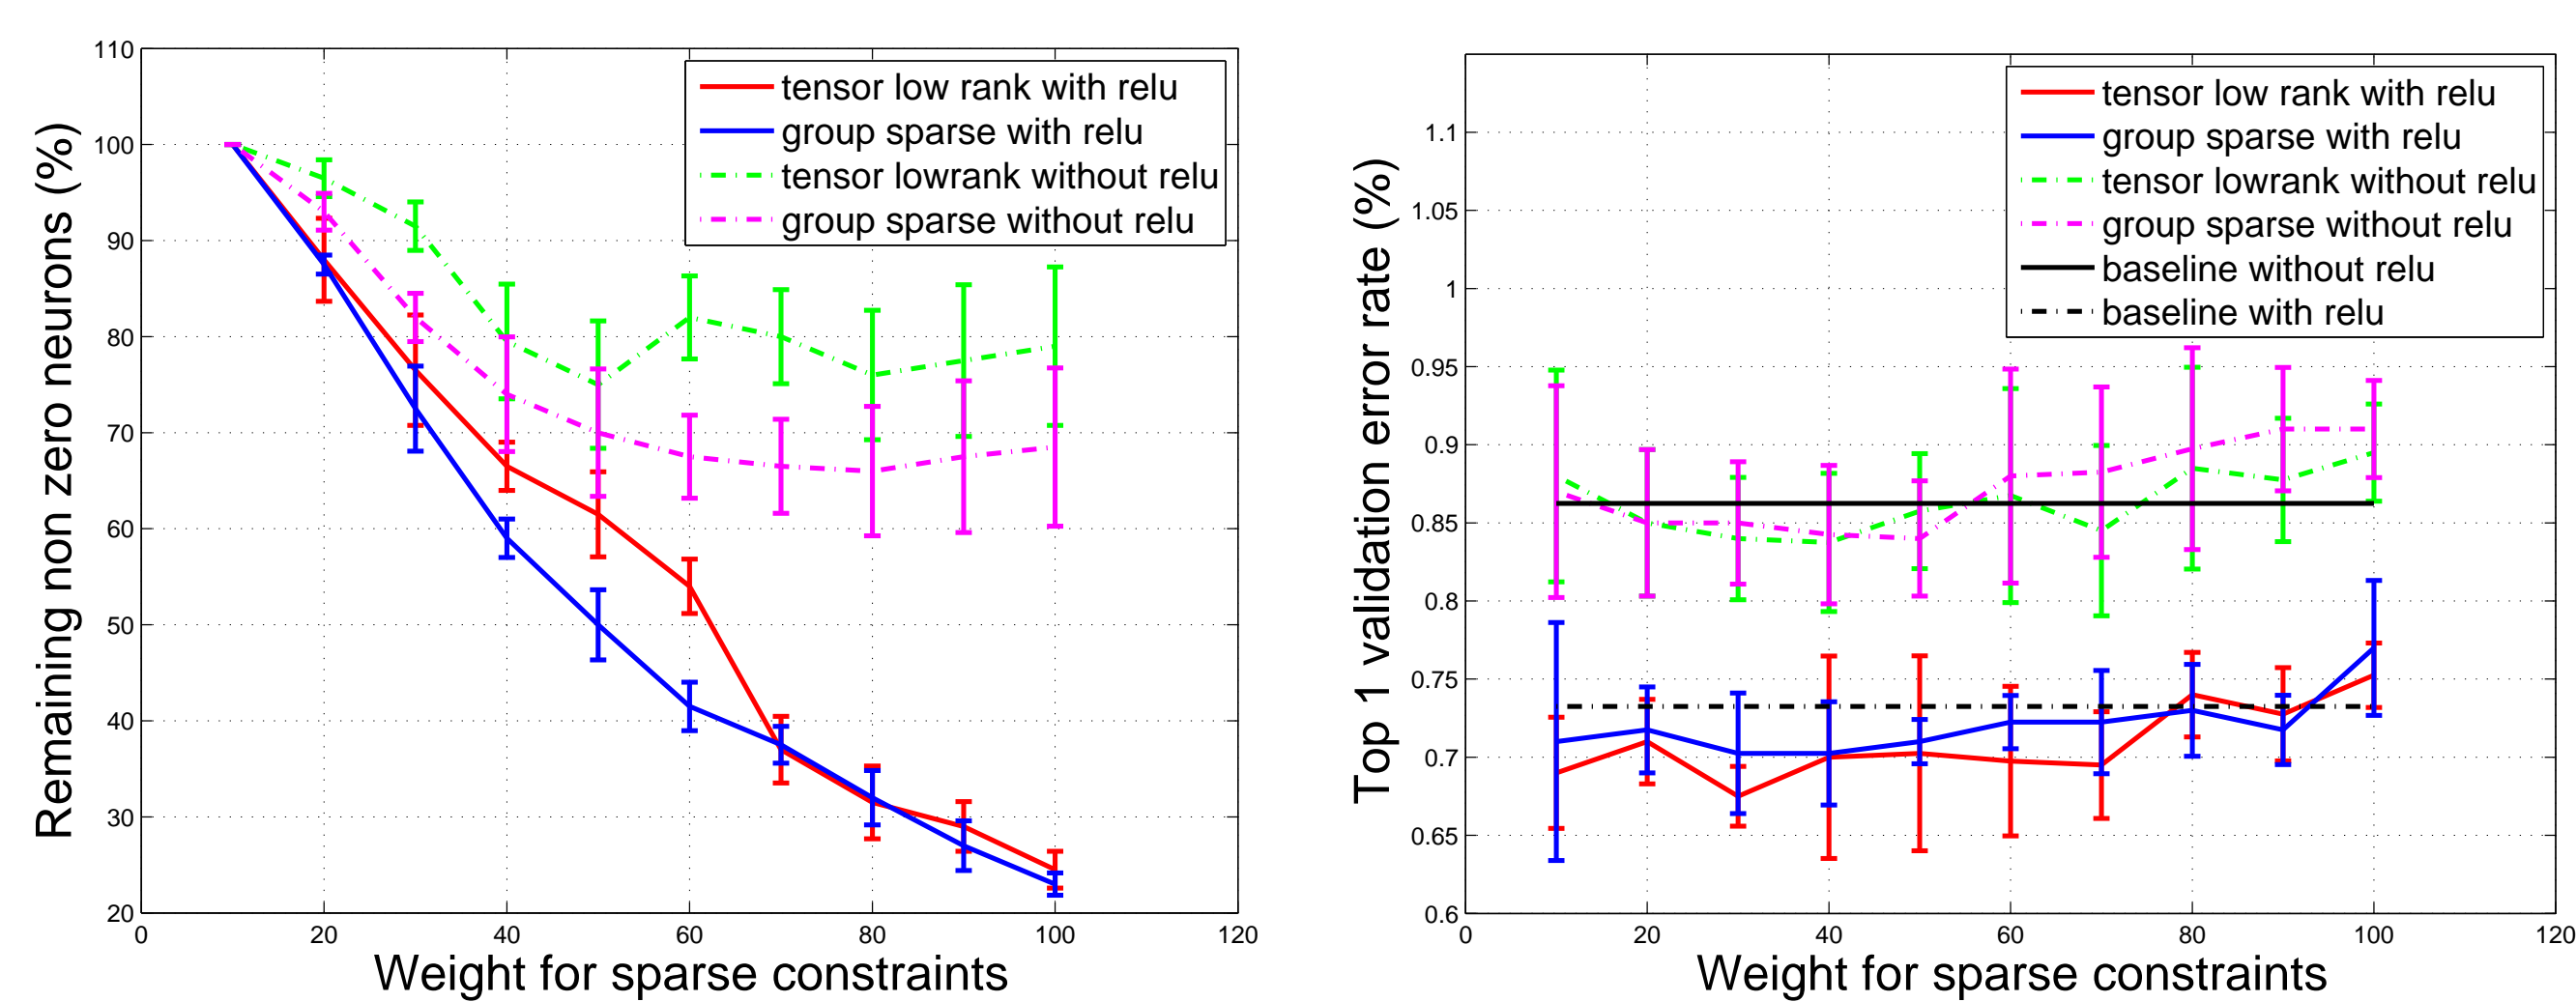 110
100
90
80
70
60
50
40
30
20
0
20
40
60
80
100
120
Remaining non zero neurons (%)
Weight for sparse constraints
tensor low rank with relu
group sparse with relu
tensor lowrank without relu
group sparse without relu
1.1
1.05
1
0.95
0.9
0.85
0.8
0.75
0.7
0.65
0.6
0
20
40
60
80
100
120
Top 1 validation error rate (%)
Weight for sparse constraints
tensor low rank with relu
group sparse with relu
tensor lowrank without relu
group sparse without relu
baseline without relu
baseline with relu